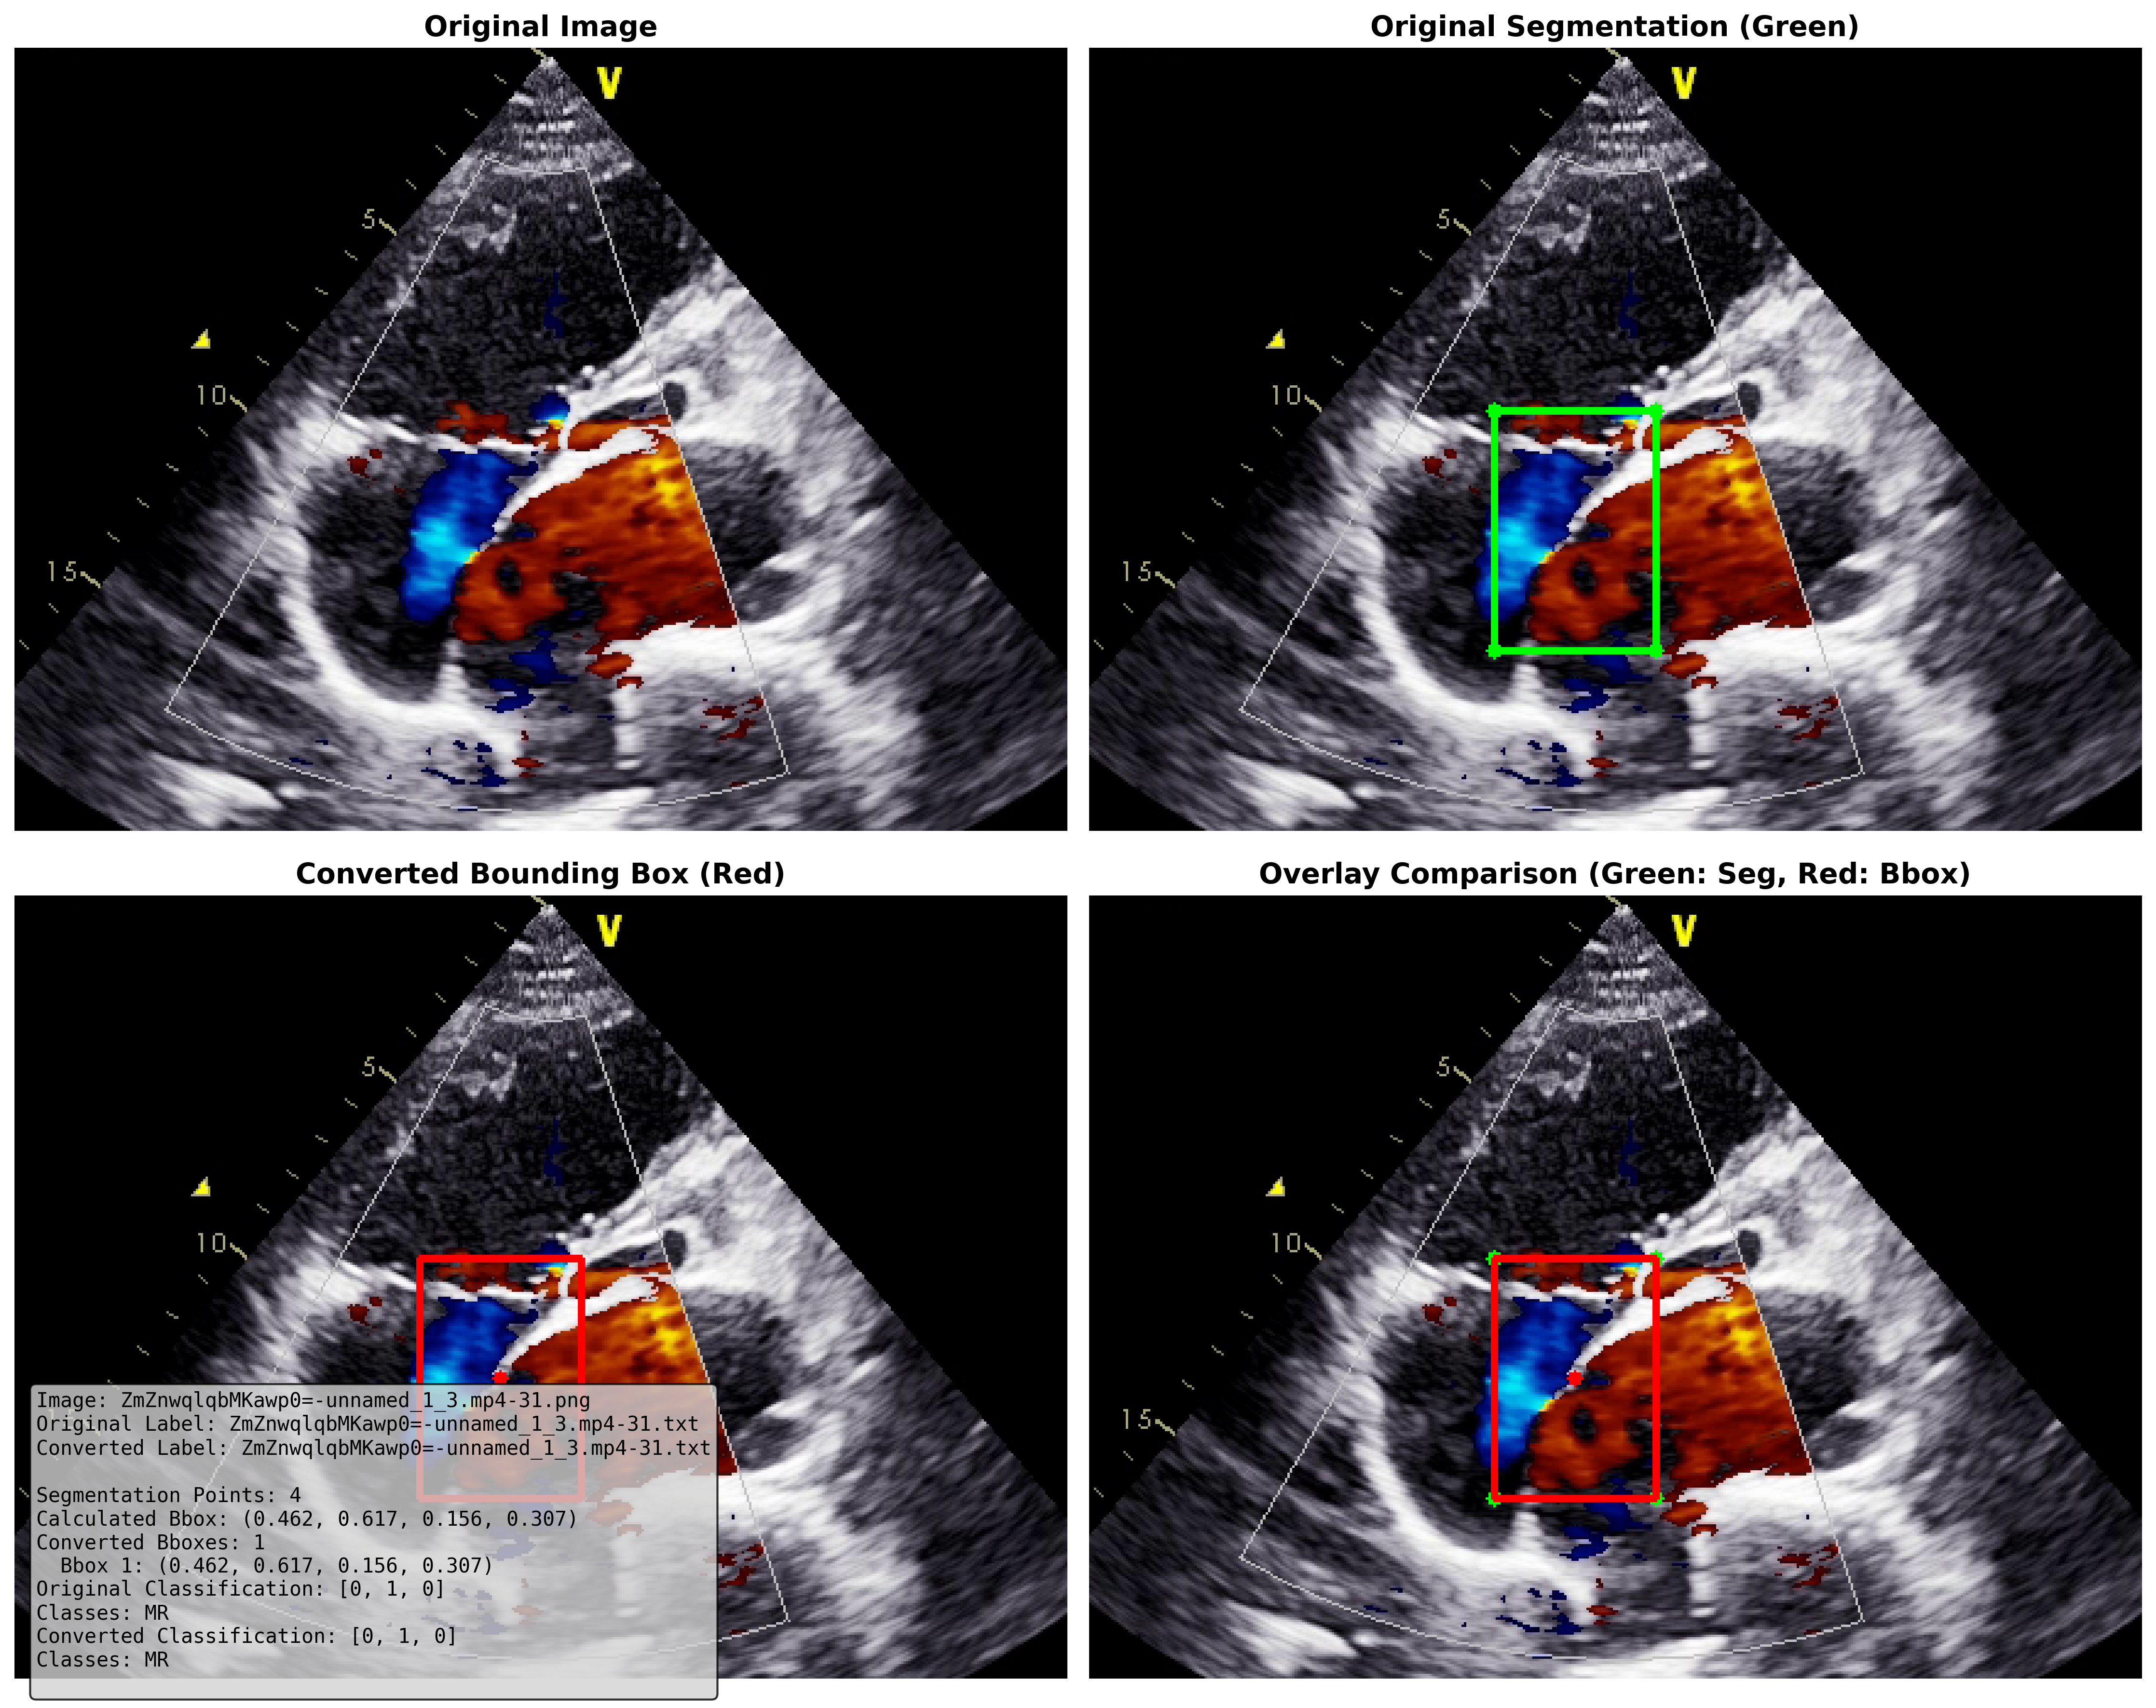 Original Image
Original Segmentation (Green)
V
5
10
15
V
5
10
15
Converted Bounding Box (Red)
Overlay Comparison (Green: Seg, Red: Bbox)
V
5
10
V
5
10
15
Image: ZmZnwqlqbMKawp0=-unnamed_1_3.mp4-31.png
Original Label: ZmZnwqlqbMKawp0=-unnamed_1_3.mp4-31.txt
Converted Label: ZmZnwqlqbMKawp0=-unnamed_1_3.mp4-31.txt
Segmentation Points: 4
Calculated Bbox: (0.462, 0.617, 0.156, 0.307)
Converted Bboxes: 1
Bbox 1: (0.462, 0.617, 0.156, 0.307)
Original Classification: [0, 1, 0]
Classes: MR
Converted Classification: [0, 1, 0]
Classes: MR